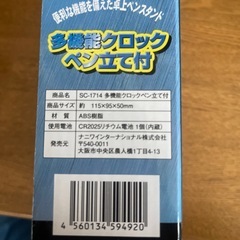 便利な機能を備えた卓上ペンスタンド
多機能クロック
ペン立て付
商品名 SC-1714 多機能クロックペン立て付
商品サイズ 約 115×95×50mm
材質 ABS樹脂
使用電池 CR2025リチウム電池 1個(内蔵)
発売元 ナニワインターナショナル株式会社
〒540-0011
大阪市中央区農人橋1丁目4-13
4 560134 594920